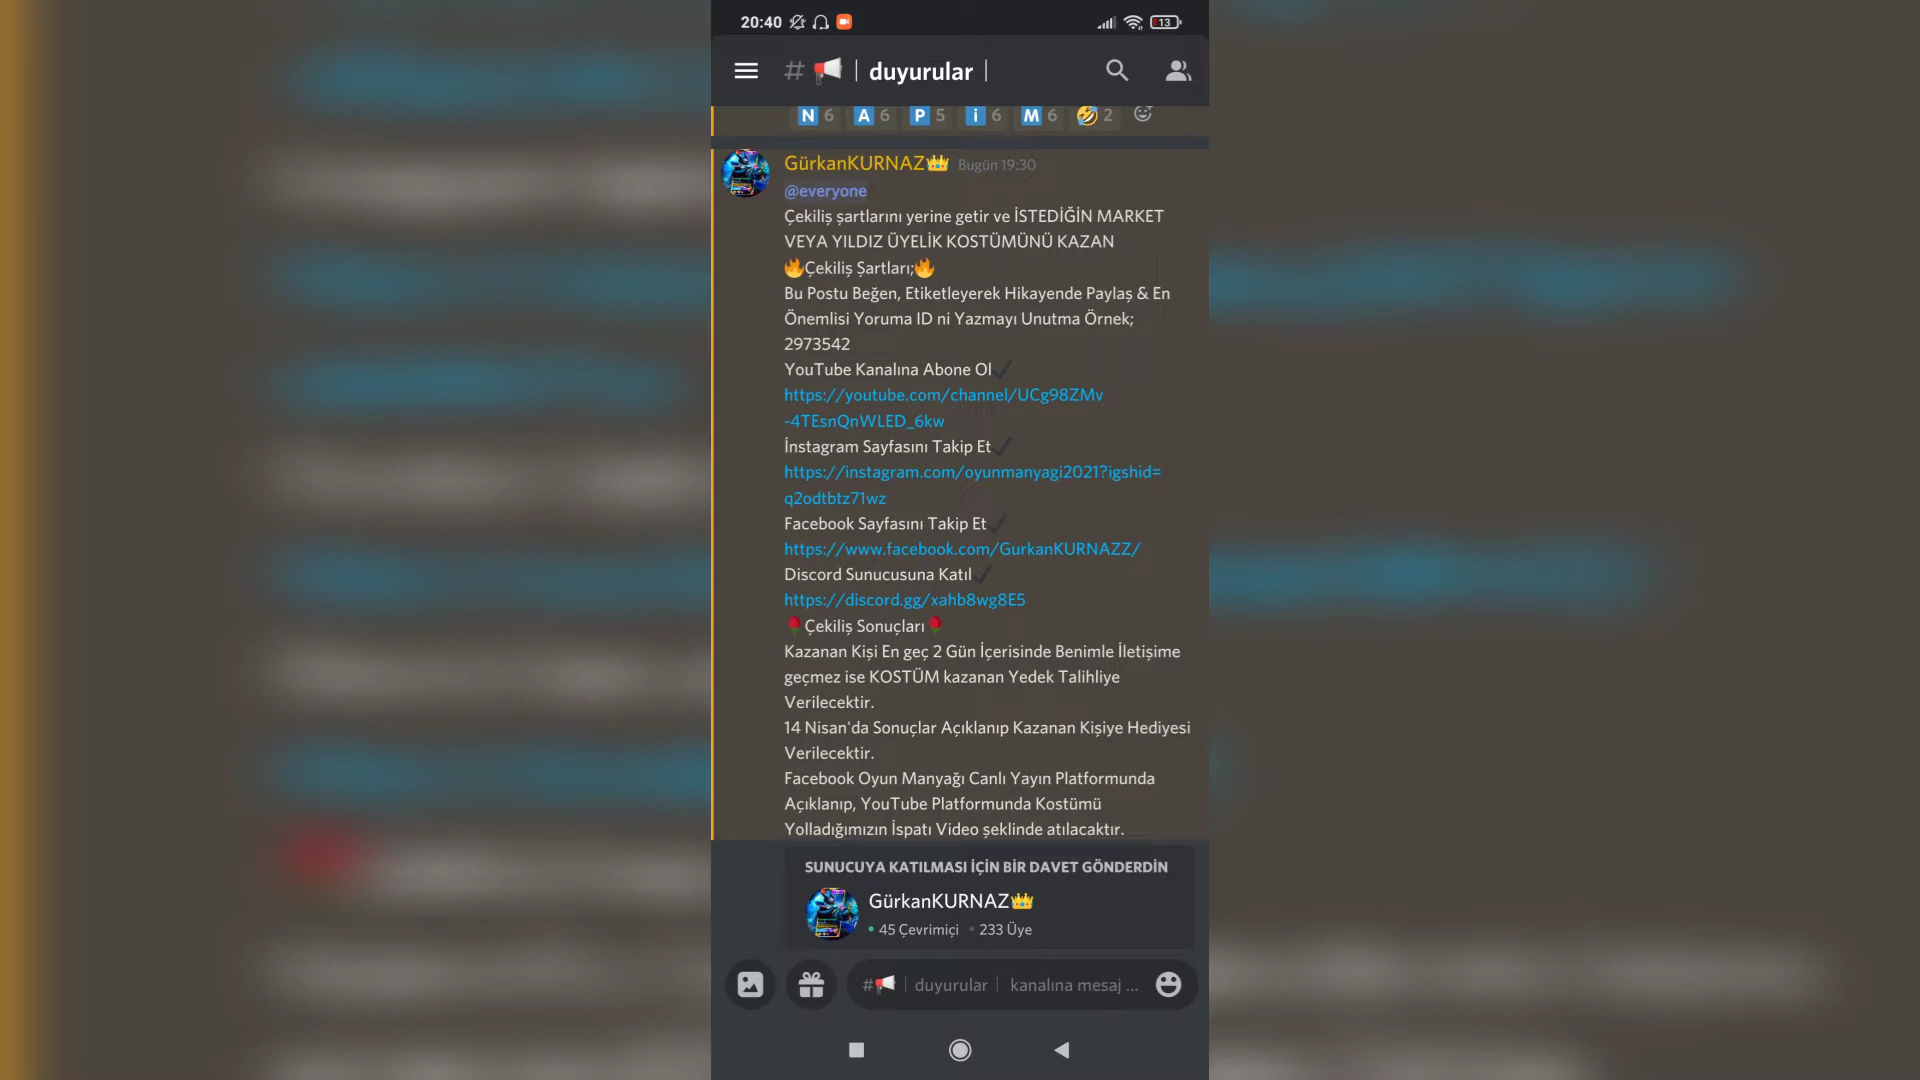 20:40 13
# | duyurular |
N 6 A 6 P 5 i 6 M 6 2
GürkanKURNAZ Bugün 19:30
@everyone
Çekiliş şartlarını yerine getir ve İSTEDİĞİN MARKET
VEYA YILDIZ ÜYELİK KOSTÜMÜNÜ KAZAN
🔥Çekiliş Şartları;🔥
Bu Postu Beğen, Etiketleyerek Hikayende Paylaş & En
Önemlisi Yoruma ID ni Yazmayı Unutma Örnek;
2973542
YouTube Kanalına Abone Ol✔
https://youtube.com/channel/UCg98ZMv
-4TEsnQnWLED_6kw
İnstagram Sayfasını Takip Et✔
https://instagram.com/oyunmanyagi2021?igshid=
q2odtbtz71wz
Facebook Sayfasını Takip Et✔
https://www.facebook.com/GurkanKURNAZZ/
Discord Sunucusuna Katıl✔
https://discord.gg/xahb8wg8E5
🌹Çekiliş Sonuçları🌹
Kazanan Kişi En geç 2 Gün İçerisinde Benimle İletişime
geçmez ise KOSTÜM kazanan Yedek Talihliye
Verilecektir.
14 Nisan'da Sonuçlar Açıklanıp Kazanan Kişiye Hediyesi
Verilecektir.
Facebook Oyun Manyağı Canlı Yayın Platformunda
Açıklanıp, YouTube Platformunda Kostümü
Yolladığımızın İspatı Video şeklinde atılacaktır.
SUNUCUYA KATILMASI İÇİN BİR DAVET GÖNDERDİN
GürkanKURNAZ
45 Çevrimiçi 233 Üye
# | duyurular | kanalına mesaj ...